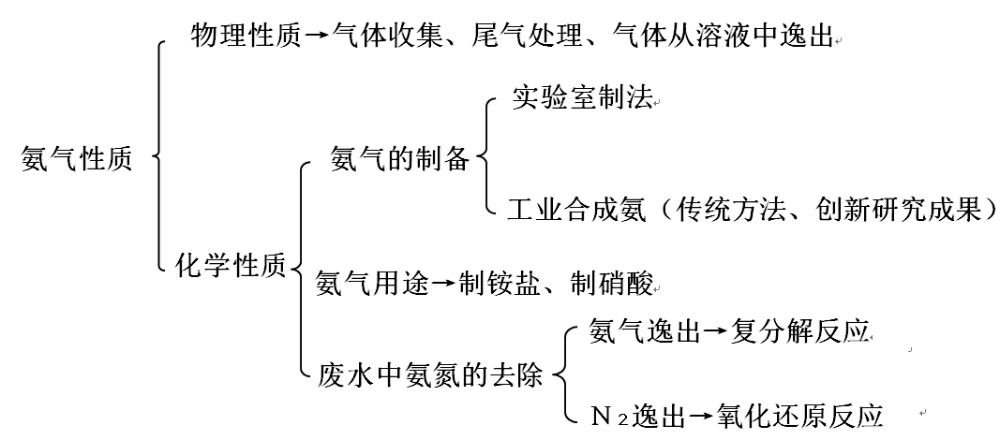 物理性质→气体收集、尾气处理、气体从溶液中逸出
实验室制法
氨气性质
氨气的制备
工业合成氨（传统方法、创新研究成果）
化学性质
氨气用途→制铵盐、制硝酸
氨气逸出→复分解反应
废水中氨氮的去除
N₂逸出→氧化还原反应